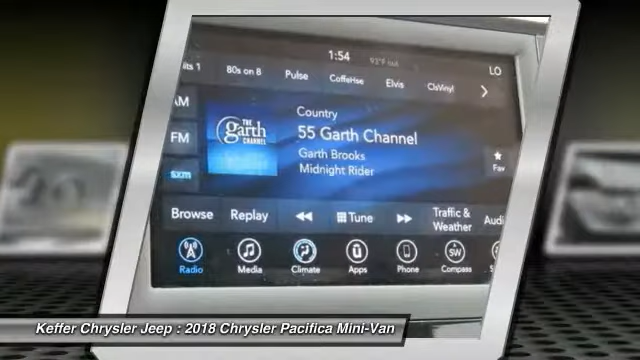 1:54 93°F out
its 1 80s on 8 Pulse CoffeHse Elvis ClsVinyl LO
AM
FM
sxm
THE
garth
CHANNEL
Country
55 Garth Channel
Garth Brooks
Midnight Rider
Fav
Browse Replay Tune Traffic &
Weather Audi
Radio Media Climate Apps Phone SW
Compass
Keffer Chrysler Jeep : 2018 Chrysler Pacifica Mini-Van